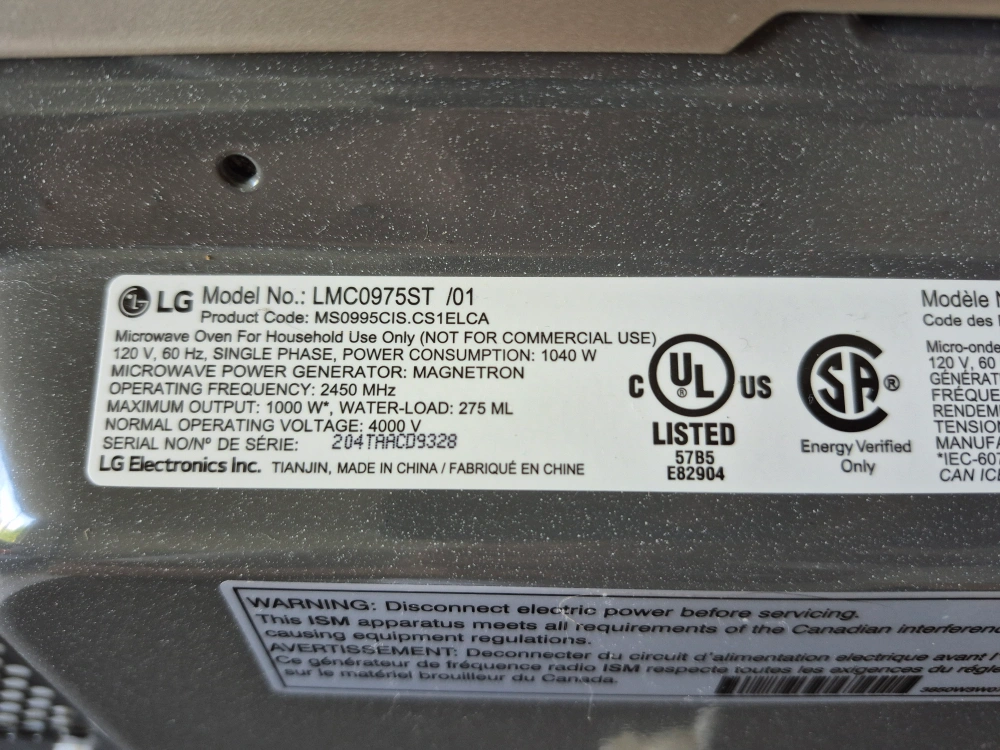 LG Model No.: LMC0975ST /01
Product Code: MS0995CIS.CS1ELCA
Microwave Oven For Household Use Only (NOT FOR COMMERCIAL USE)
120 V, 60 Hz, SINGLE PHASE, POWER CONSUMPTION: 1040 W
MICROWAVE POWER GENERATOR: MAGNETRON
OPERATING FREQUENCY: 2450 MHz
MAXIMUM OUTPUT: 1000 W*, WATER-LOAD: 275 ML
NORMAL OPERATING VOLTAGE: 4000 V
SERIAL NO/Nº DE SÉRIE: 204TAACD9328
LG Electronics Inc. TIANJIN, MADE IN CHINA / FABRIQUÉ EN CHINE
C UL US
®
LISTED
57B5
E82904
SA ®
Energy Verified
Only
Modèle
Code des
Micro-onde
120 V, 60
GÉNÉRAT
FRÉQUE
RENDEM
TENSION
MANUFA
*IEC-607
CAN ICE
WARNING: Disconnect electric power before servicing.
This ISM apparatus meets all requirements of the Canadian interferenc
causing equipment regulations.
AVERTISSEMENT: Deconnecter du circuit d'alimentation electrique avant l'
Ce générateur de fréquence radio ISM respecte toutes les exigences du régle
sur le matériel brouilleur du Canada.